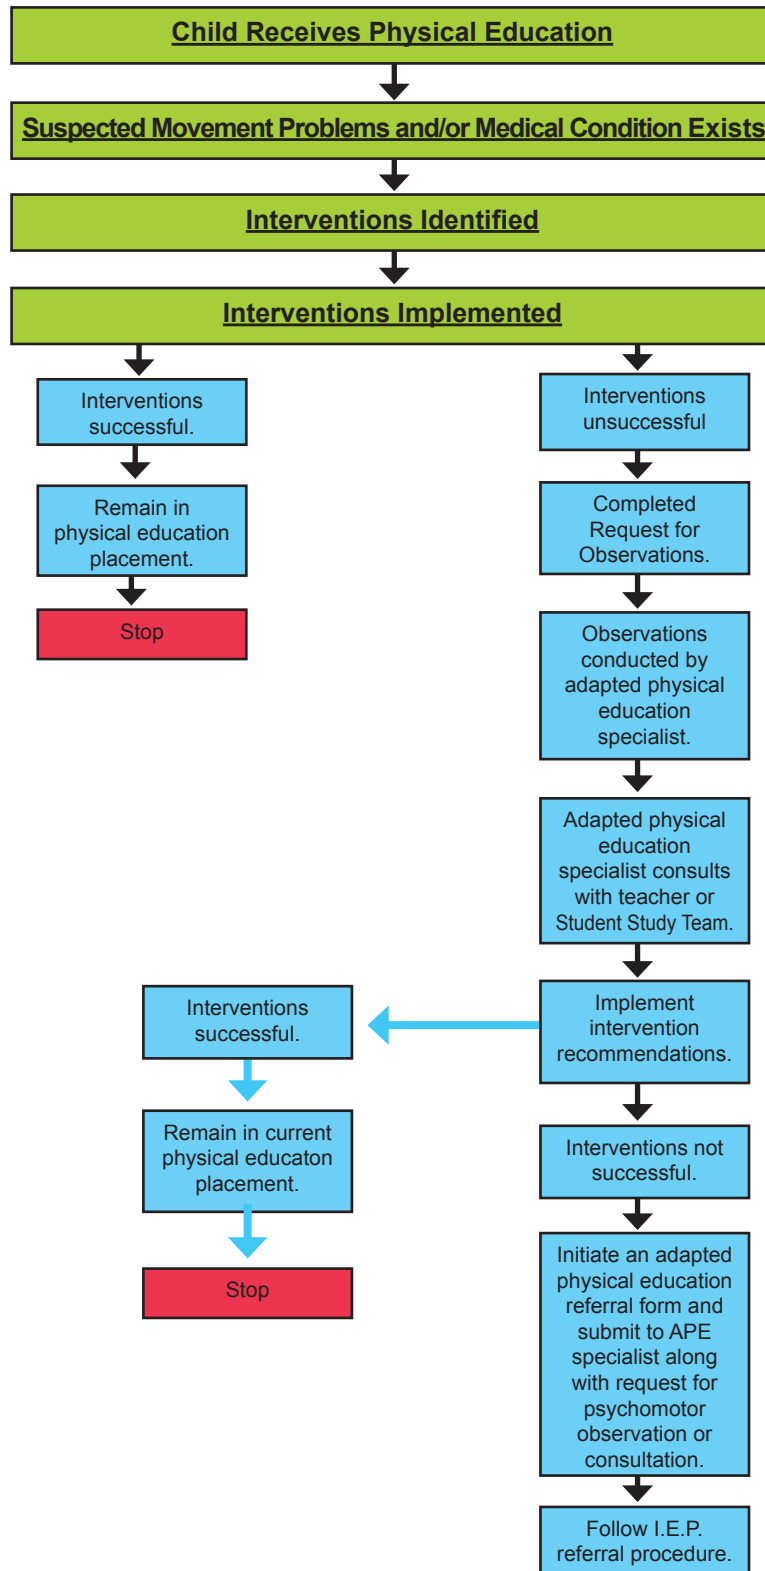 Child Receives Physical Education
Suspected Movement Problems and/or Medical Condition Exists
Interventions Identified
Interventions Implemented
Interventions
successful.
Remain in
physical education
placement.
Stop
Interventions
unsuccessful
Completed
Request for
Observations.
Observations
conducted by
adapted physical
education
specialist.
Adapted physical
education
specialist consults
with teacher or
Student Study Team.
Implement
intervention
recommendations.
Interventions
successful.
Remain in current
physical educaton
placement.
Stop
Interventions not
successful.
Initiate an adapted
physical education
referral form and
submit to APE
specialist along
with request for
psychomotor
observation or
consultation.
Follow I.E.P.
referral procedure.